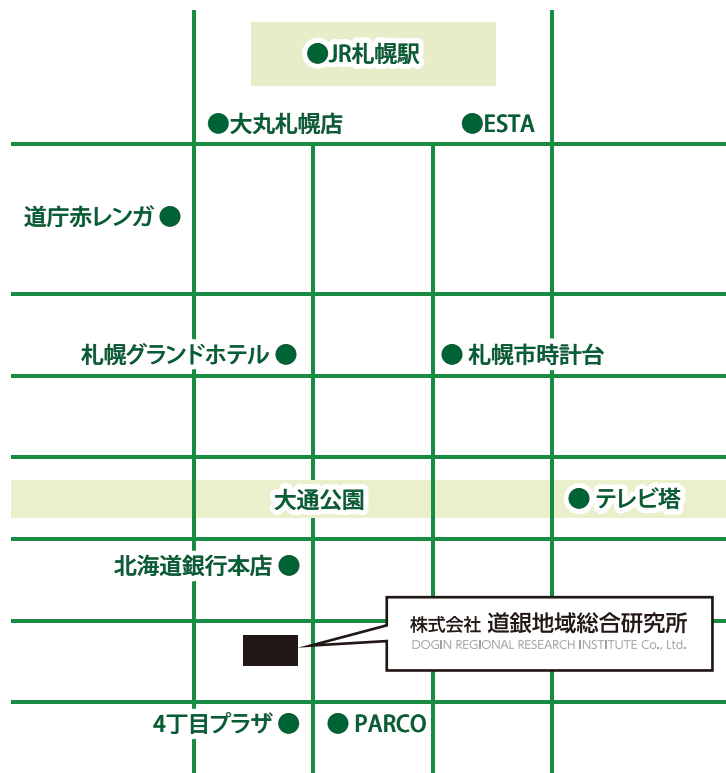 JR札幌駅
大丸札幌店
ESTA
道庁赤レンガ
札幌グランドホテル
札幌市時計台
大通公園
テレビ塔
北海道銀行本店
株式会社 道銀地域総合研究所
DOGIN REGIONAL RESEARCH INSTITUTE Co., Ltd.
4丁目プラザ
PARCO